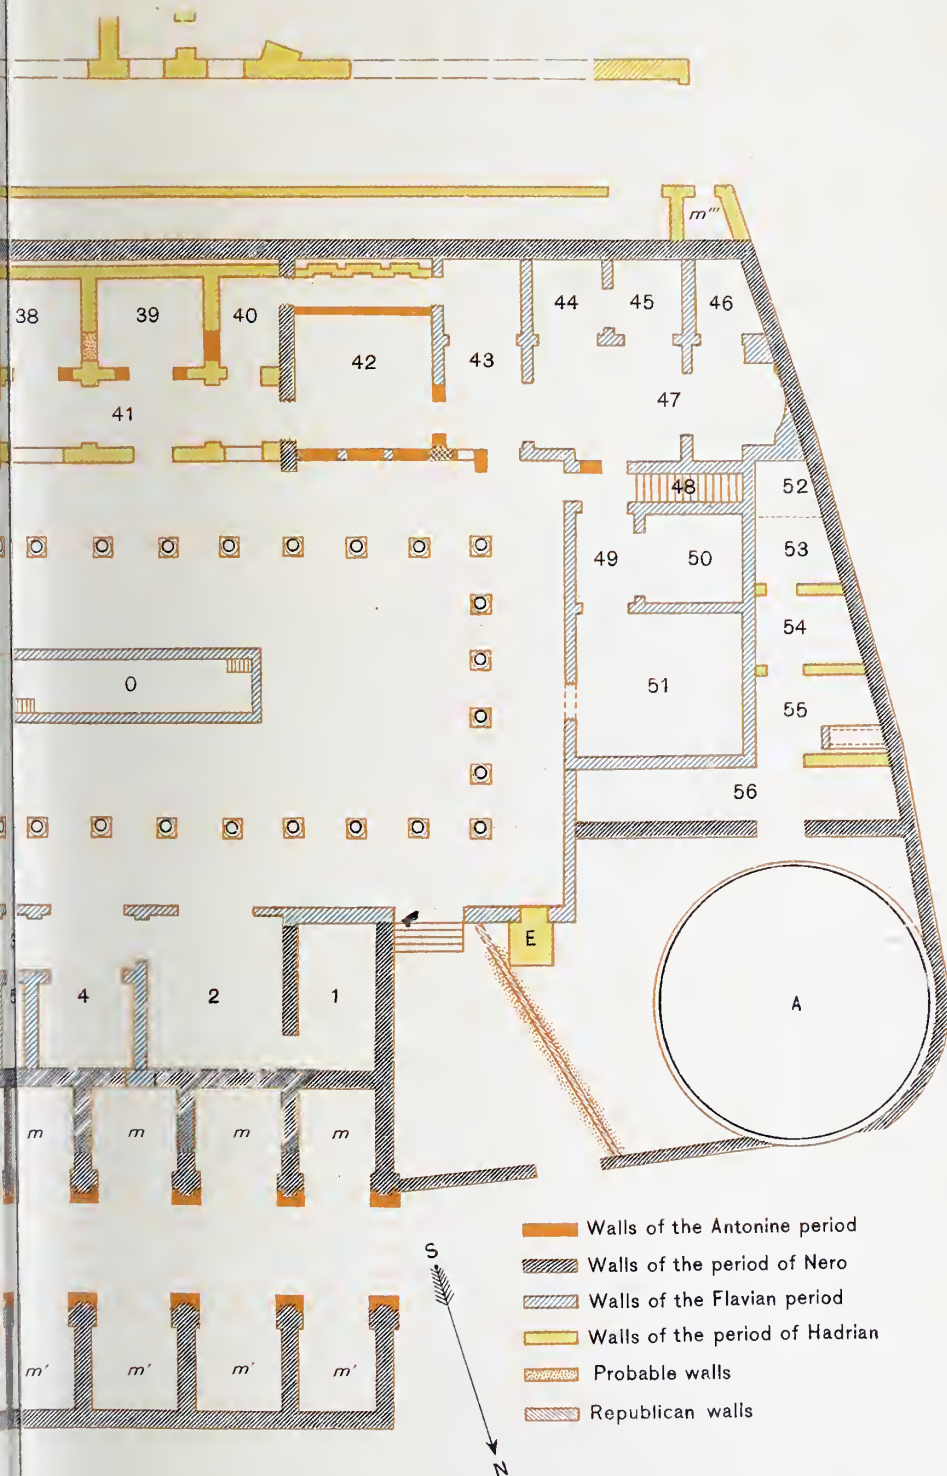 m'''
38 39 40 42 43 44 45 46
41 47
48 52
49 50 53
54
O 51 55
56
E
5 4 2 1 A
m m m m
S
Walls of the Antonine period
Walls of the period of Nero
Walls of the Flavian period
Walls of the period of Hadrian
Probable walls
Republican walls
m' m' m' m'
N